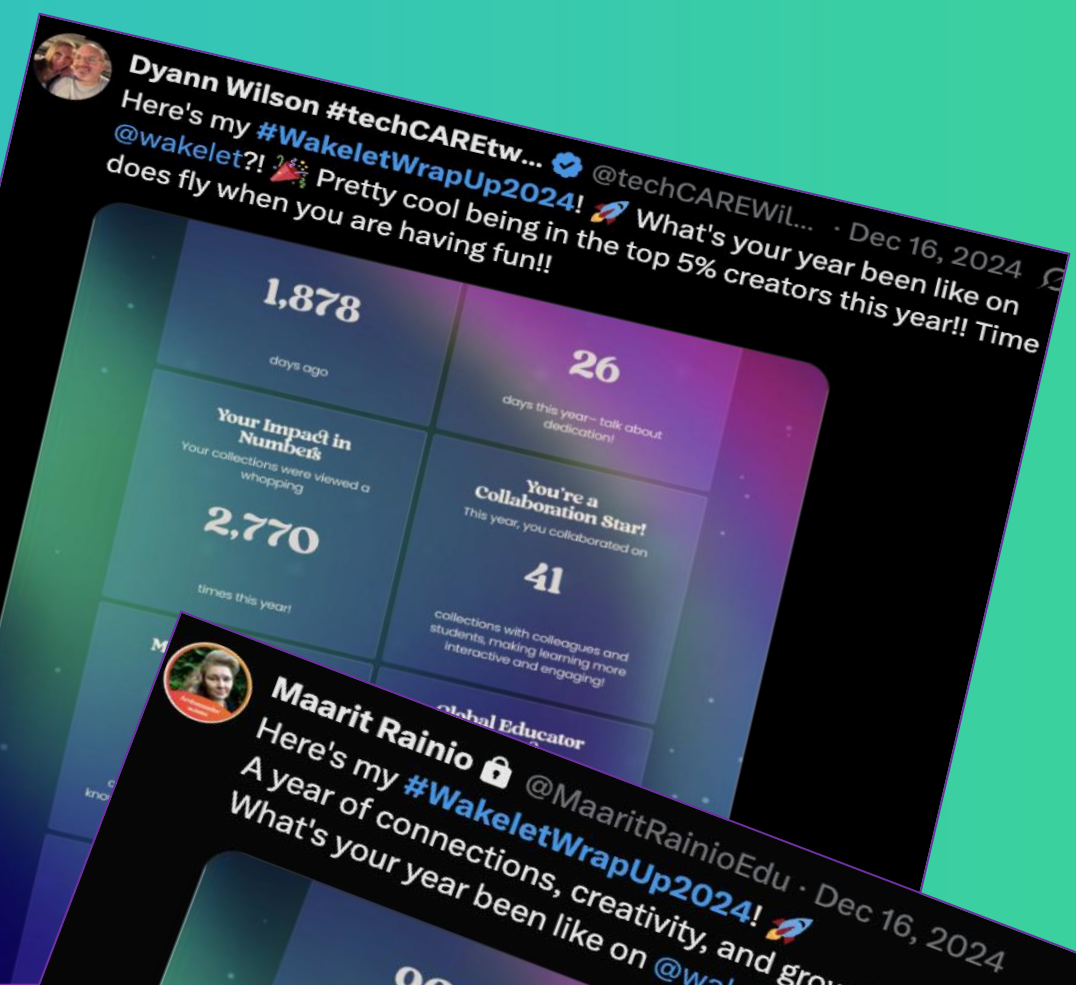 Dyann Wilson #techCAREtw... @techCAREWil... · Dec 16, 2024
Here's my #WakeletWrapUp2024! 🚀 What's your year been like on
@wakelet?! 🎉 Pretty cool being in the top 5% creators this year!! Time
does fly when you are having fun!!
1,878
days ago
26
days this year– talk about
dedication!
Your Impact in
Numbers
Your collections were viewed a
whopping
2,770
times this year!
You're a
Collaboration Star!
This year, you collaborated on
41
collections with colleagues and
students, making learning more
interactive and engaging!
Global Educator
Maarit Rainio @MaaritRainioEdu · Dec 16, 2024
Here's my #WakeletWrapUp2024! 🚀
A year of connections, creativity, and
What's your year been like on